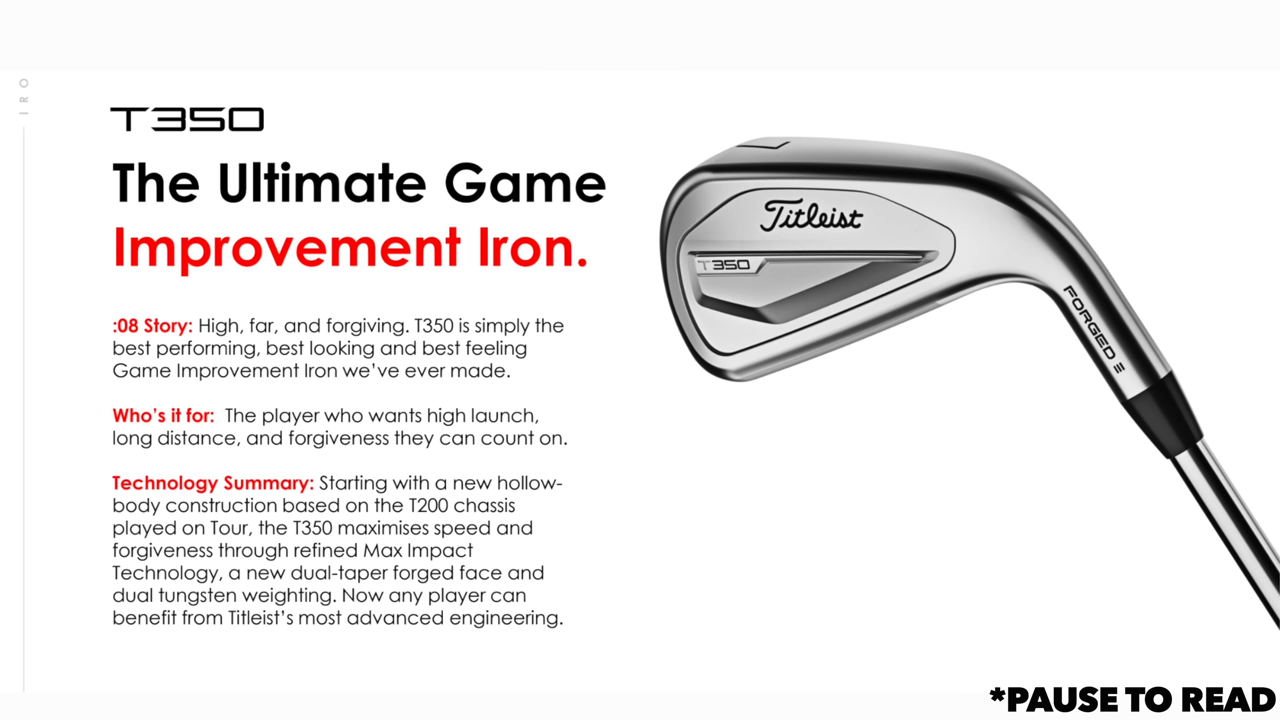 IRO
T350
The Ultimate Game
Improvement Iron.
:08 Story: High, far, and forgiving. T350 is simply the
best performing, best looking and best feeling
Game Improvement Iron we’ve ever made.
Who’s it for: The player who wants high launch,
long distance, and forgiveness they can count on.
Technology Summary: Starting with a new hollow-
body construction based on the T200 chassis
played on Tour, the T350 maximises speed and
forgiveness through refined Max Impact
Technology, a new dual-taper forged face and
dual tungsten weighting. Now any player can
benefit from Titleist’s most advanced engineering.
7
Titleist
T350
FORGED
*PAUSE TO READ